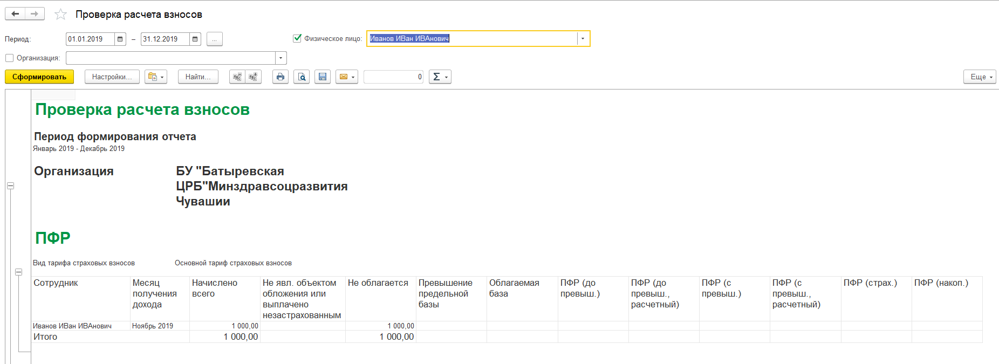 Проверка расчета взносов
Период: 01.01.2019 – 31.12.2019 ... Физическое лицо: Иванов ИВан ИВАнович
Организация:
Сформировать Настройки... Найти... 0 Σ Еще
Проверка расчета взносов
Период формирования отчета
Январь 2019 - Декабрь 2019
Организация БУ "Батыревская
ЦРБ"Минздравсоцразвития
Чувашии
ПФР
Вид тарифа страховых взносов Основной тариф страховых взносов
Сотрудник Месяц Начислено Не явл. объектом Не облагается Превышение Облагаемая ПФР (до ПФР (до ПФР (с ПФР (с ПФР (страх.) ПФР (накоп.)
получения всего обложения или предельной база превыш.) превыш., превыш.) превыш.,
дохода выплачено базы расчетный) расчетный)
незастрахованным
Иванов ИВан ИВАнович Ноябрь 2019 1 000,00 1 000,00
Итого 1 000,00 1 000,00